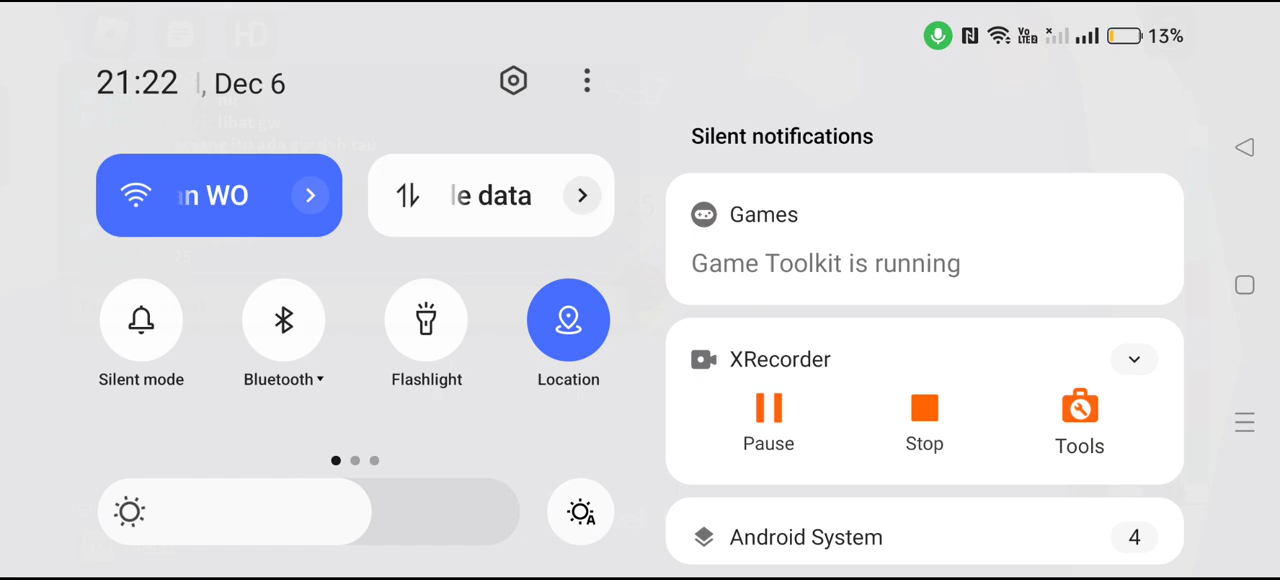 21:22 , Dec 6
13%
n WO
e data
Silent mode
Bluetooth
Flashlight
Location
Silent notifications
Games
Game Toolkit is running
XRecorder
Pause
Stop
Tools
Android System
4